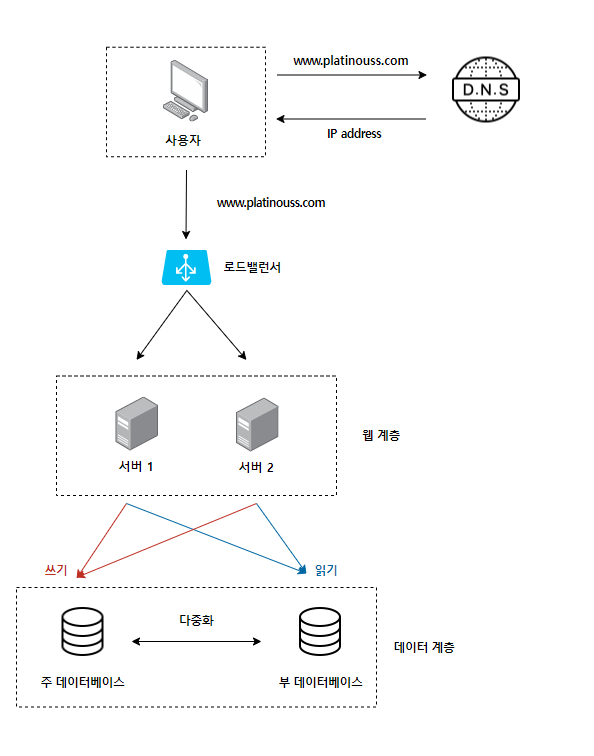 www.platinouss.com
D.N.S
IP address
사용자
www.platinouss.com
로드밸런서
서버 1
서버 2
웹 계층
쓰기
읽기
다중화
데이터 계층
주 데이터베이스
부 데이터베이스